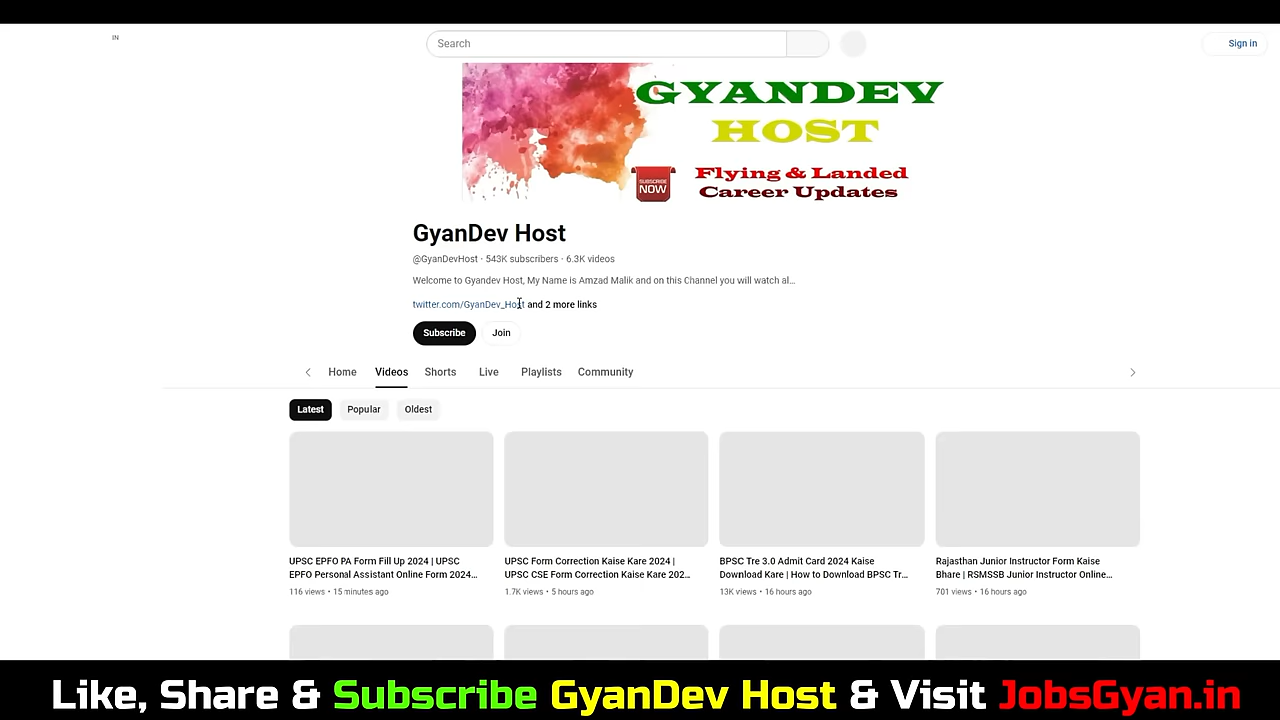 IN
Search
Sign in
GYANDEV
HOST
SUBSCRIBE
NOW
Flying & Landed
Career Updates
GyanDev Host
@GyanDevHost · 543K subscribers · 6.3K videos
Welcome to Gyandev Host, My Name is Amzad Malik and on this Channel you will watch al...
twitter.com/GyanDev_Host and 2 more links
Subscribe Join
Home Videos Shorts Live Playlists Community
Latest Popular Oldest
UPSC EPFO PA Form Fill Up 2024 | UPSC
EPFO Personal Assistant Online Form 2024...
116 views • 15 minutes ago
UPSC Form Correction Kaise Kare 2024 |
UPSC CSE Form Correction Kaise Kare 202...
1.7K views • 5 hours ago
BPSC Tre 3.0 Admit Card 2024 Kaise
Download Kare | How to Download BPSC Tr...
13K views • 16 hours ago
Rajasthan Junior Instructor Form Kaise
Bhare | RSMSSB Junior Instructor Online...
701 views • 16 hours ago
Like, Share & Subscribe GyanDev Host & Visit JobsGyan.in